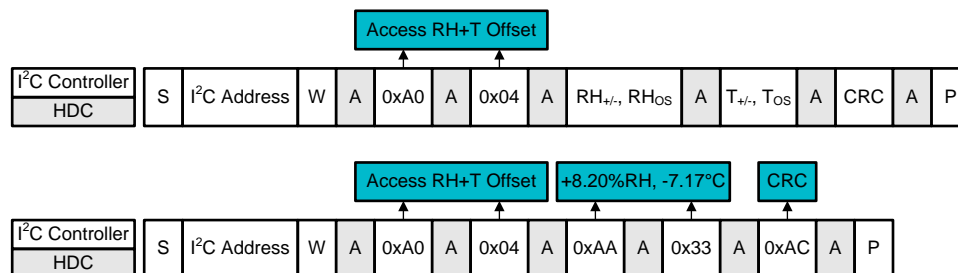 Access RH+T Offset
I²C Controller
HDC
S I²C Address W A 0xA0 A 0x04 A RH+/-, RHOS A T+/-, TOS A CRC A P
Access RH+T Offset +8.20%RH, -7.17°C CRC
I²C Controller
HDC
S I²C Address W A 0xA0 A 0x04 A 0xAA A 0x33 A 0xAC A P